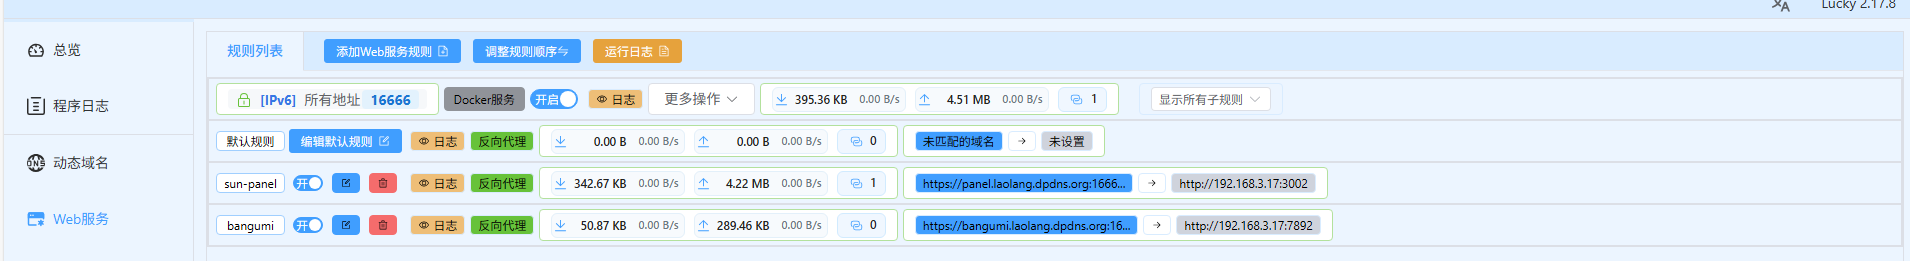 Lucky 2.17.8
总览
程序日志
动态域名
Web服务
规则列表 添加Web服务规则 调整规则顺序 运行日志
[IPv6] 所有地址 16666 Docker服务 开启 日志 更多操作 395.36 KB 0.00 B/s 4.51 MB 0.00 B/s 1 显示所有子规则
默认规则 编辑默认规则 日志 反向代理 0.00 B 0.00 B/s 0.00 B 0.00 B/s 0 未匹配的域名 → 未设置
sun-panel 开 日志 反向代理 342.67 KB 0.00 B/s 4.22 MB 0.00 B/s 1 https://panel.laolang.dpdns.org:1666... → http://192.168.3.17:3002
bangumi 开 日志 反向代理 50.87 KB 0.00 B/s 289.46 KB 0.00 B/s 0 https://bangumi.laolang.dpdns.org:16... → http://192.168.3.17:7892